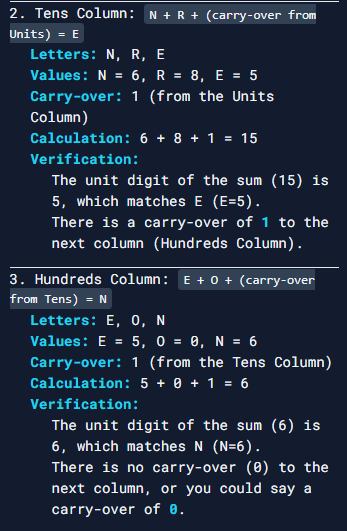 2. Tens Column: N + R + (carry-over from
Units) = E
Letters: N, R, E
Values: N = 6, R = 8, E = 5
Carry-over: 1 (from the Units
Column)
Calculation: 6 + 8 + 1 = 15
Verification:
The unit digit of the sum (15) is
5, which matches E (E=5).
There is a carry-over of 1 to the
next column (Hundreds Column).
3. Hundreds Column: E + O + (carry-over
from Tens) = N
Letters: E, O, N
Values: E = 5, O = 0, N = 6
Carry-over: 1 (from the Tens Column)
Calculation: 5 + 0 + 1 = 6
Verification:
The unit digit of the sum (6) is
6, which matches N (N=6).
There is no carry-over (0) to the
next column, or you could say a
carry-over of 0.